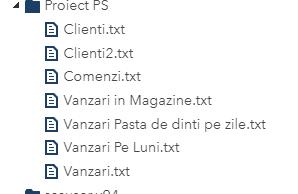 Proiect PS
Clienti.txt
Clienti2.txt
Comenzi.txt
Vanzari in Magazine.txt
Vanzari Pasta de dinti pe zile.txt
Vanzari Pe Luni.txt
Vanzari.txt